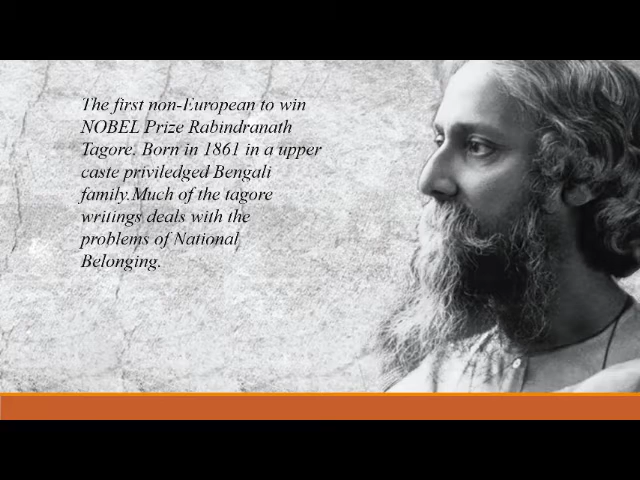 The first non-European to win
NOBEL Prize Rabindranath
Tagore. Born in 1861 in a upper
caste priviledged Bengali
family.Much of the tagore
writings deals with the
problems of National
Belonging.